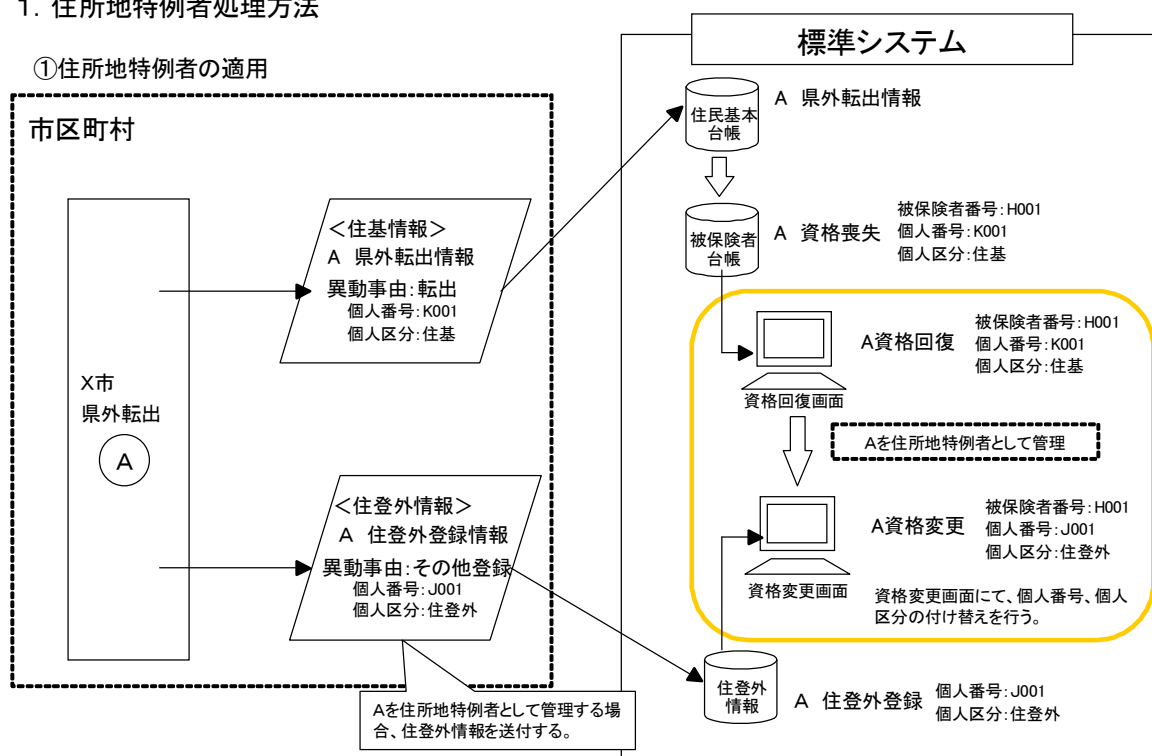 1．住所地特例者処理方法
①住所地特例者の適用
市区町村
X市
県外転出
A
＜住基情報＞
A 県外転出情報
異動事由：転出
個人番号：K001
個人区分：住基
＜住登外情報＞
A 住登外登録情報
異動事由：その他登録
個人番号：J001
個人区分：住登外
Aを住所地特例者として管理する場
合、住登外情報を送付する。
標準システム
住民基本
台帳
A 県外転出情報
被保険者
台帳
A 資格喪失
被保険者番号：H001
個人番号：K001
個人区分：住基
資格回復画面
A資格回復
被保険者番号：H001
個人番号：K001
個人区分：住基
Aを住所地特例者として管理
資格変更画面
A資格変更
被保険者番号：H001
個人番号：J001
個人区分：住登外
資格変更画面にて、個人番号、個人
区分の付け替えを行う。
住登外
情報
A 住登外登録
個人番号：J001
個人区分：住登外